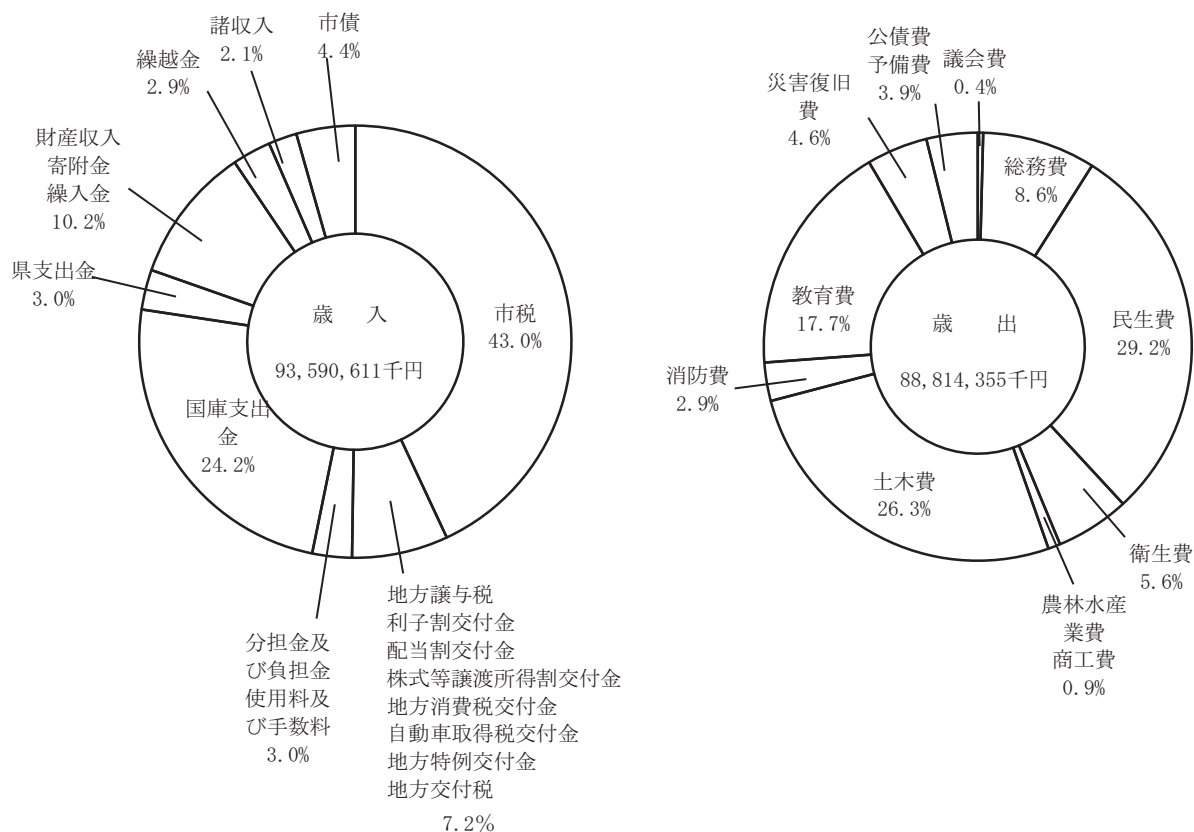 諸収入
2.1%
市債
4.4%
繰越金
2.9%
財産収入
寄附金
繰入金
10.2%
県支出金
3.0%
歳 入
93,590,611千円
市税
43.0%
国庫支出
金
24.2%
分担金及
び負担金
使用料及
び手数料
3.0%
地方譲与税
利子割交付金
配当割交付金
株式等譲渡所得割交付金
地方消費税交付金
自動車取得税交付金
地方特例交付金
地方交付税
7.2%
公債費
予備費
3.9%
議会費
0.4%
災害復旧
費
4.6%
総務費
8.6%
教育費
17.7%
歳 出
88,814,355千円
民生費
29.2%
消防費
2.9%
土木費
26.3%
衛生費
5.6%
農林水産
業費
商工費
0.9%